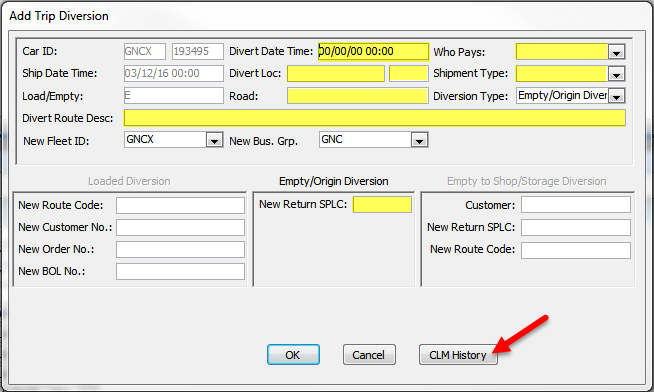 Add Trip Diversion
Car ID: GNCX 193495 Divert Date Time: 00/00/00 00:00 Who Pays:
Ship Date Time: 03/12/16 00:00 Divert Loc: Shipment Type:
Load/Empty: E Road: Diversion Type: Empty/Origin Diver
Divert Route Desc:
New Fleet ID: GNCX New Bus. Grp. GNC
Loaded Diversion Empty/Origin Diversion Empty to Shop/Storage Diversion
New Route Code: New Return SPLC: Customer:
New Customer No.: New Return SPLC:
New Order No.: New Route Code:
New BOL No.:
OK Cancel CLM History